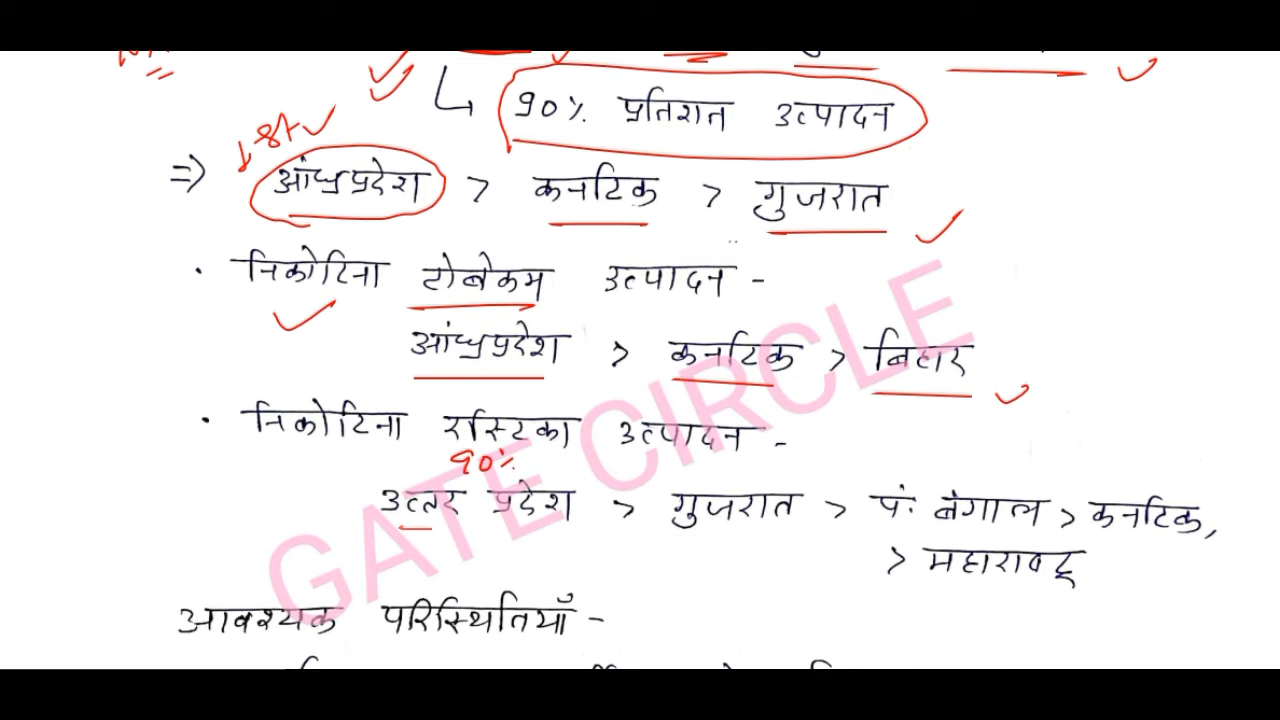 90% प्रतिशत उत्पादन
1st
⇒ आंध्रप्रदेश > कर्नाटक > गुजरात
· निकोटिना टोबेकम उत्पादन -
आंध्रप्रदेश > कर्नाटक > बिहार
· निकोटिना रस्टिका उत्पादन -
90%
उत्तर प्रदेश > गुजरात > पं. बंगाल > कर्नाटक,
> महाराष्ट्र
आवश्यक परिस्थितियाँ -
GATE CIRCLE